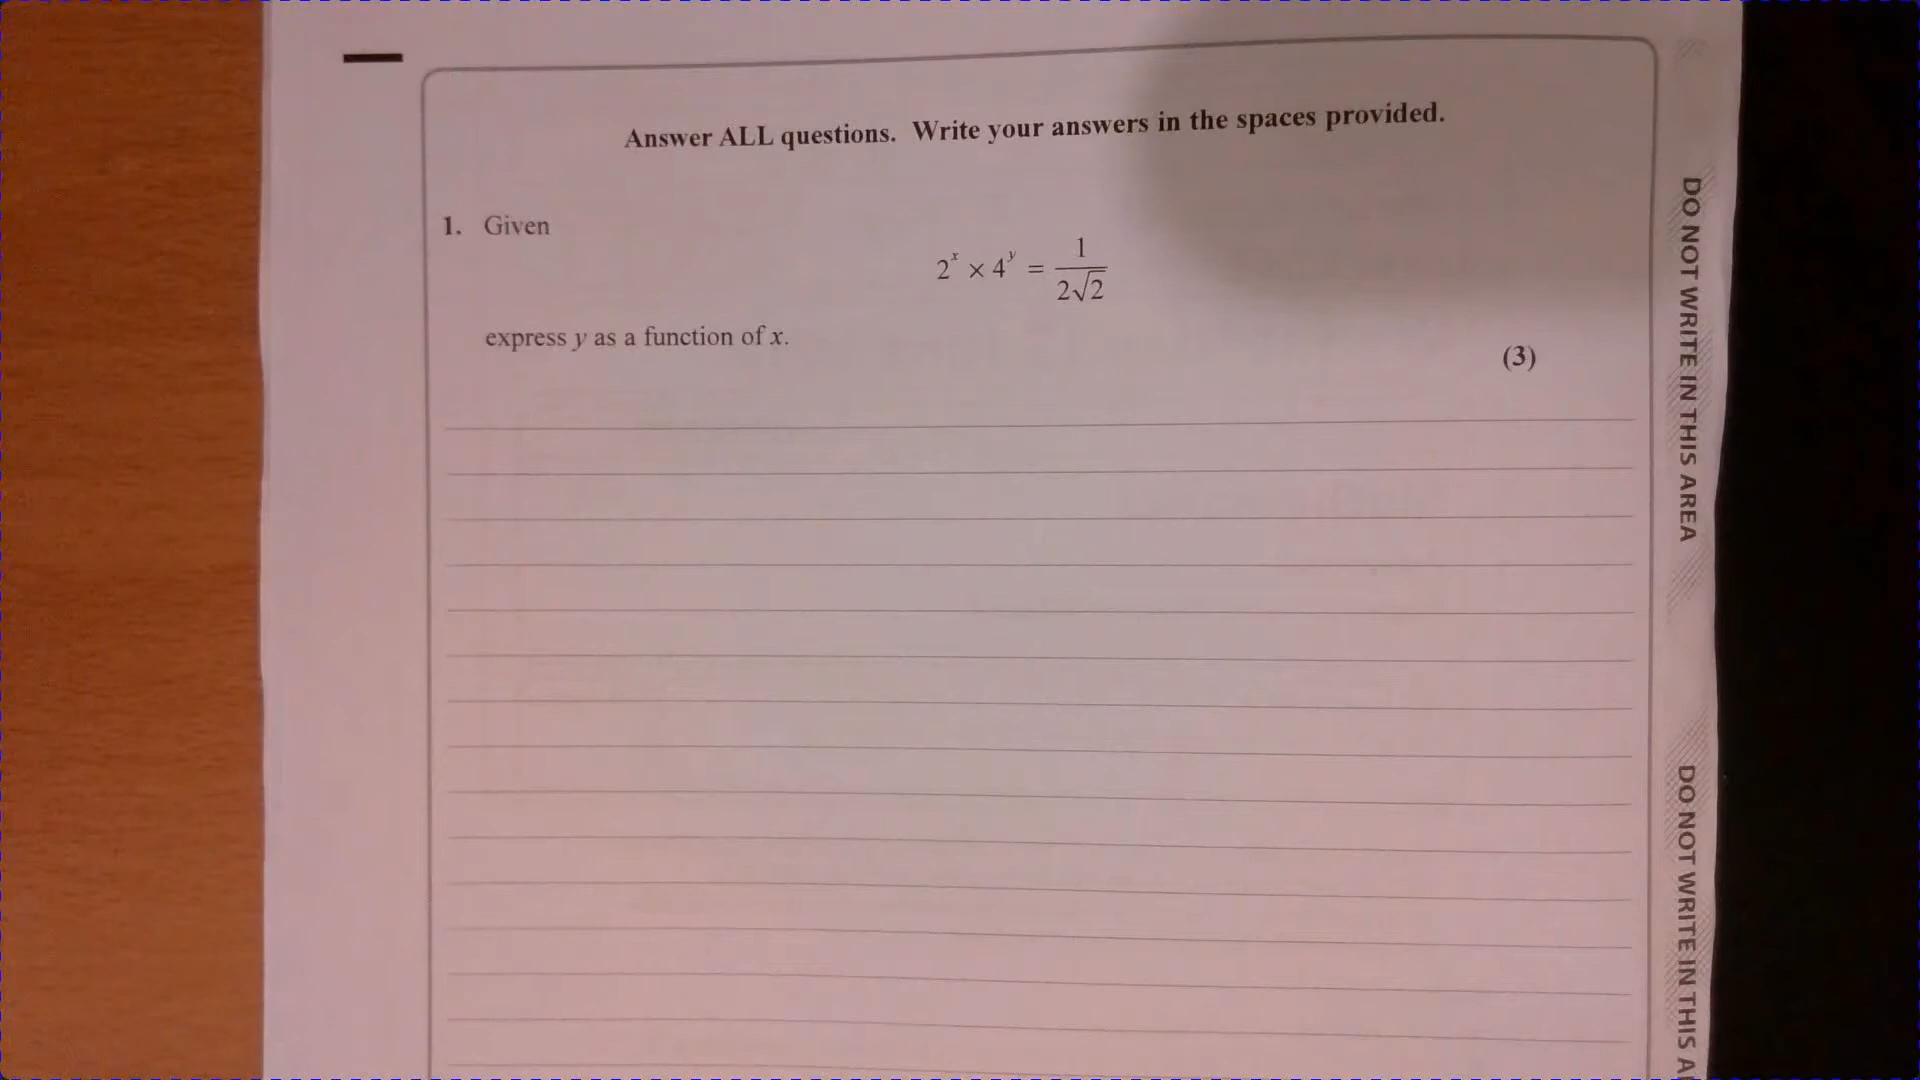 Answer ALL questions. Write your answers in the spaces provided.
1. Given
2^x × 4^y = 1/(2√2)
express y as a function of x.
(3)
DO NOT WRITE IN THIS AREA
DO NOT WRITE IN THIS A